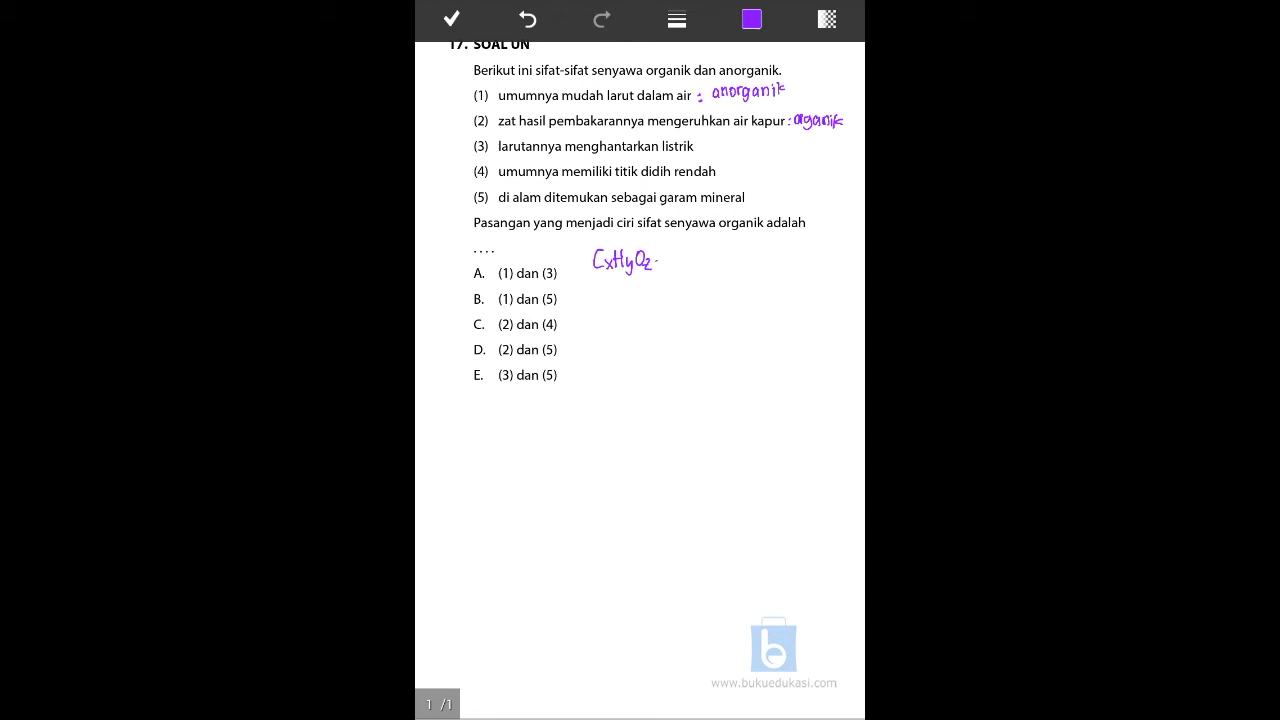 17. SOAL UN
Berikut ini sifat-sifat senyawa organik dan anorganik.
(1) umumnya mudah larut dalam air : anorganik
(2) zat hasil pembakarannya mengeruhkan air kapur : oganik
(3) larutannya menghantarkan listrik
(4) umumnya memiliki titik didih rendah
(5) di alam ditemukan sebagai garam mineral
Pasangan yang menjadi ciri sifat senyawa organik adalah
. . . .
CxHyOz
A. (1) dan (3)
B. (1) dan (5)
C. (2) dan (4)
D. (2) dan (5)
E. (3) dan (5)
b
www.bukuedukasi.com
1 /1